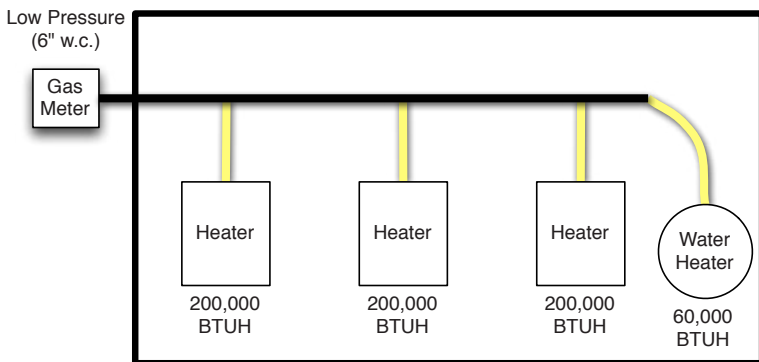 Low Pressure
(6" w.c.)
Gas
Meter
Heater
Heater
Heater
Water
Heater
200,000
BTUH
200,000
BTUH
200,000
BTUH
60,000
BTUH